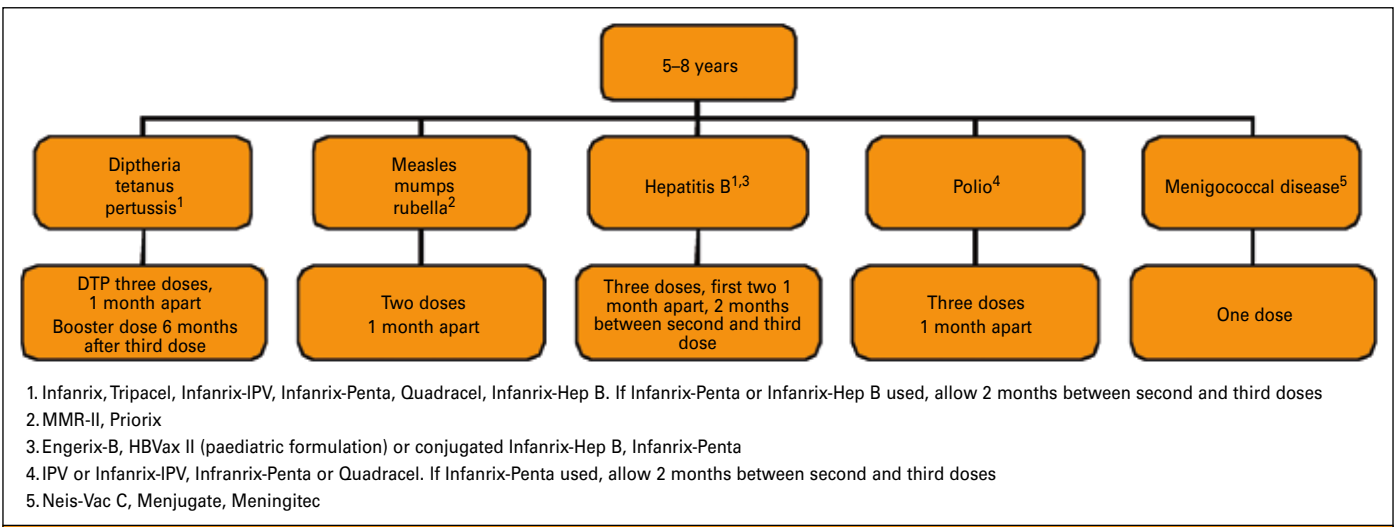 5–8 years
Diptheria
tetanus
pertussis1
Measles
mumps
rubella2
Hepatitis B1,3
Polio4
Menigococcal disease5
DTP three doses,
1 month apart
Booster dose 6 months
after third dose
Two doses
1 month apart
Three doses, first two 1
month apart, 2 months
between second and third
dose
Three doses
1 month apart
One dose
1. Infanrix, Tripacel, Infanrix-IPV, Infanrix-Penta, Quadracel, Infanrix-Hep B. If Infanrix-Penta or Infanrix-Hep B used, allow 2 months between second and third doses
2. MMR-II, Priorix
3. Engerix-B, HBVax II (paediatric formulation) or conjugated Infanrix-Hep B, Infanrix-Penta
4. IPV or Infanrix-IPV, Infranrix-Penta or Quadracel. If Infanrix-Penta used, allow 2 months between second and third doses
5. Neis-Vac C, Menjugate, Meningitec